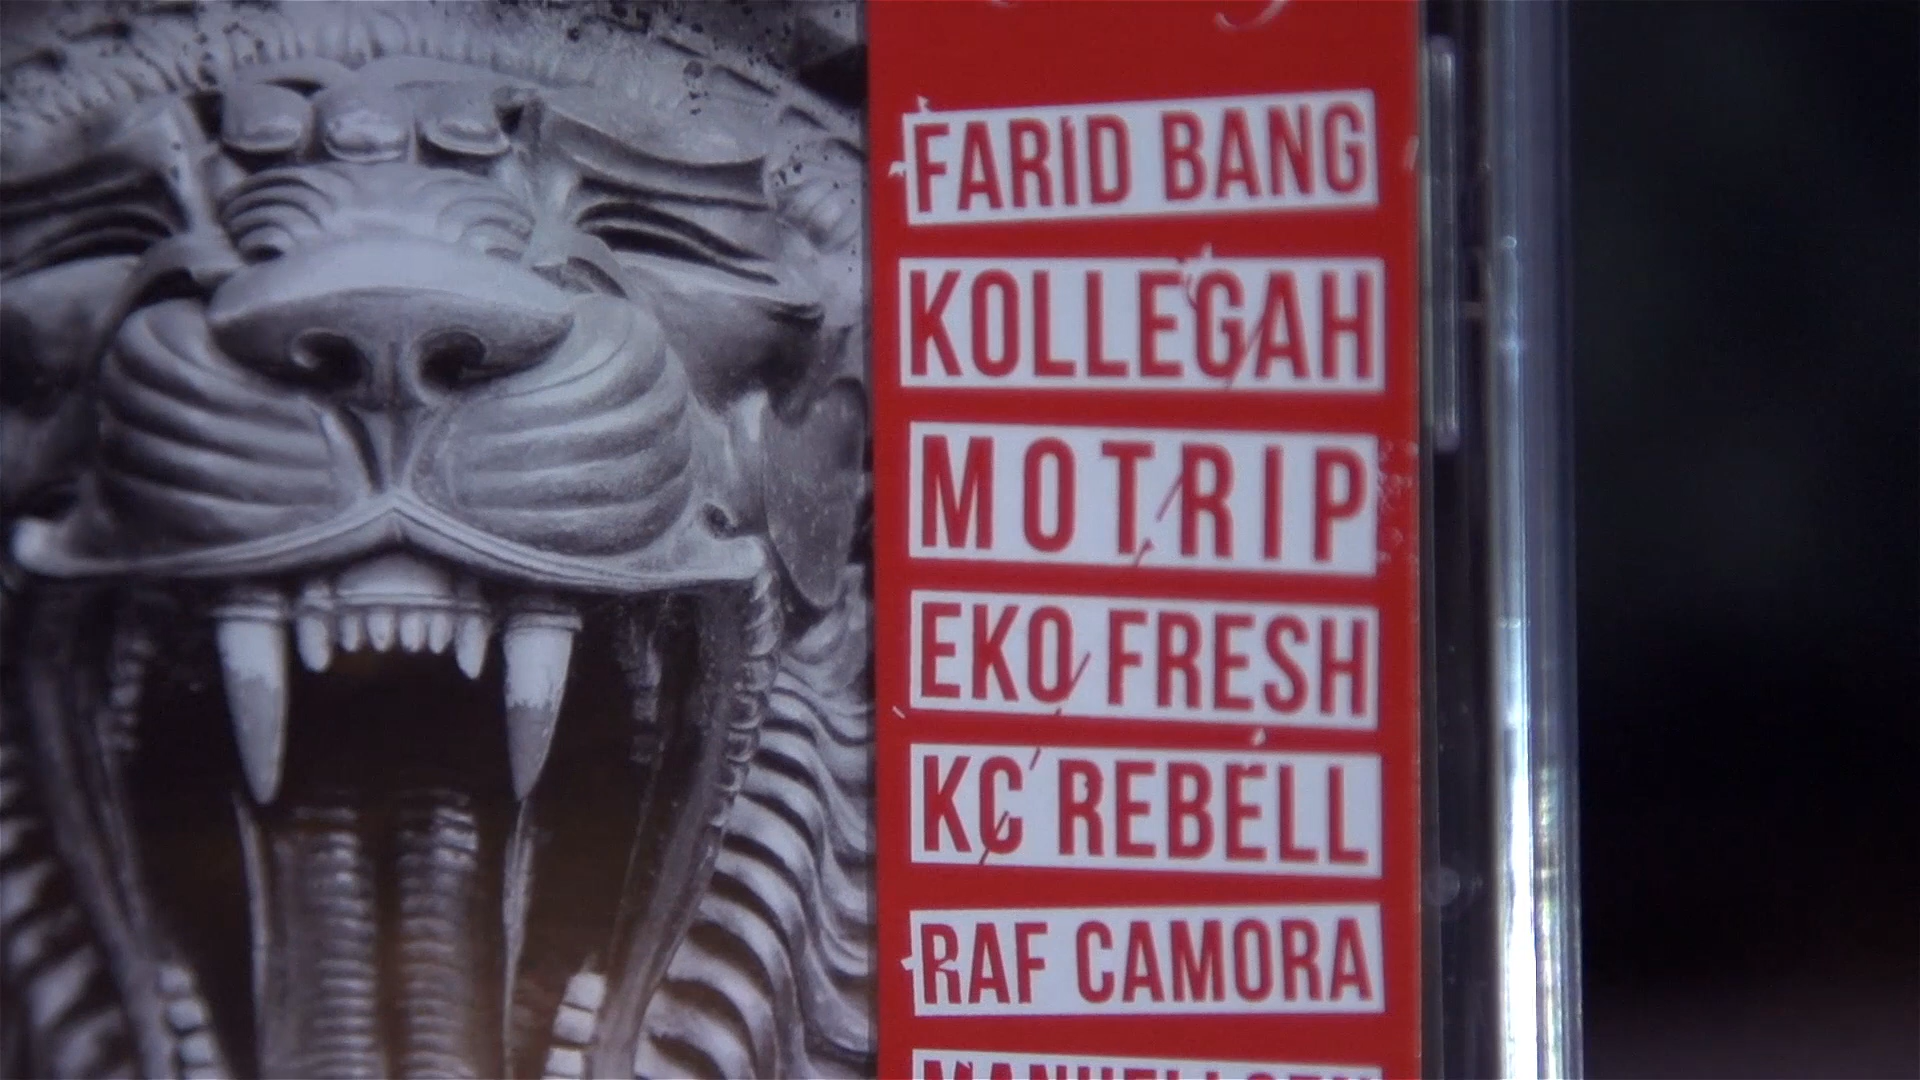 FARID BANG
KOLLEGAH
MOTRIP
EKO FRESH
KC REBELL
RAF CAMORA